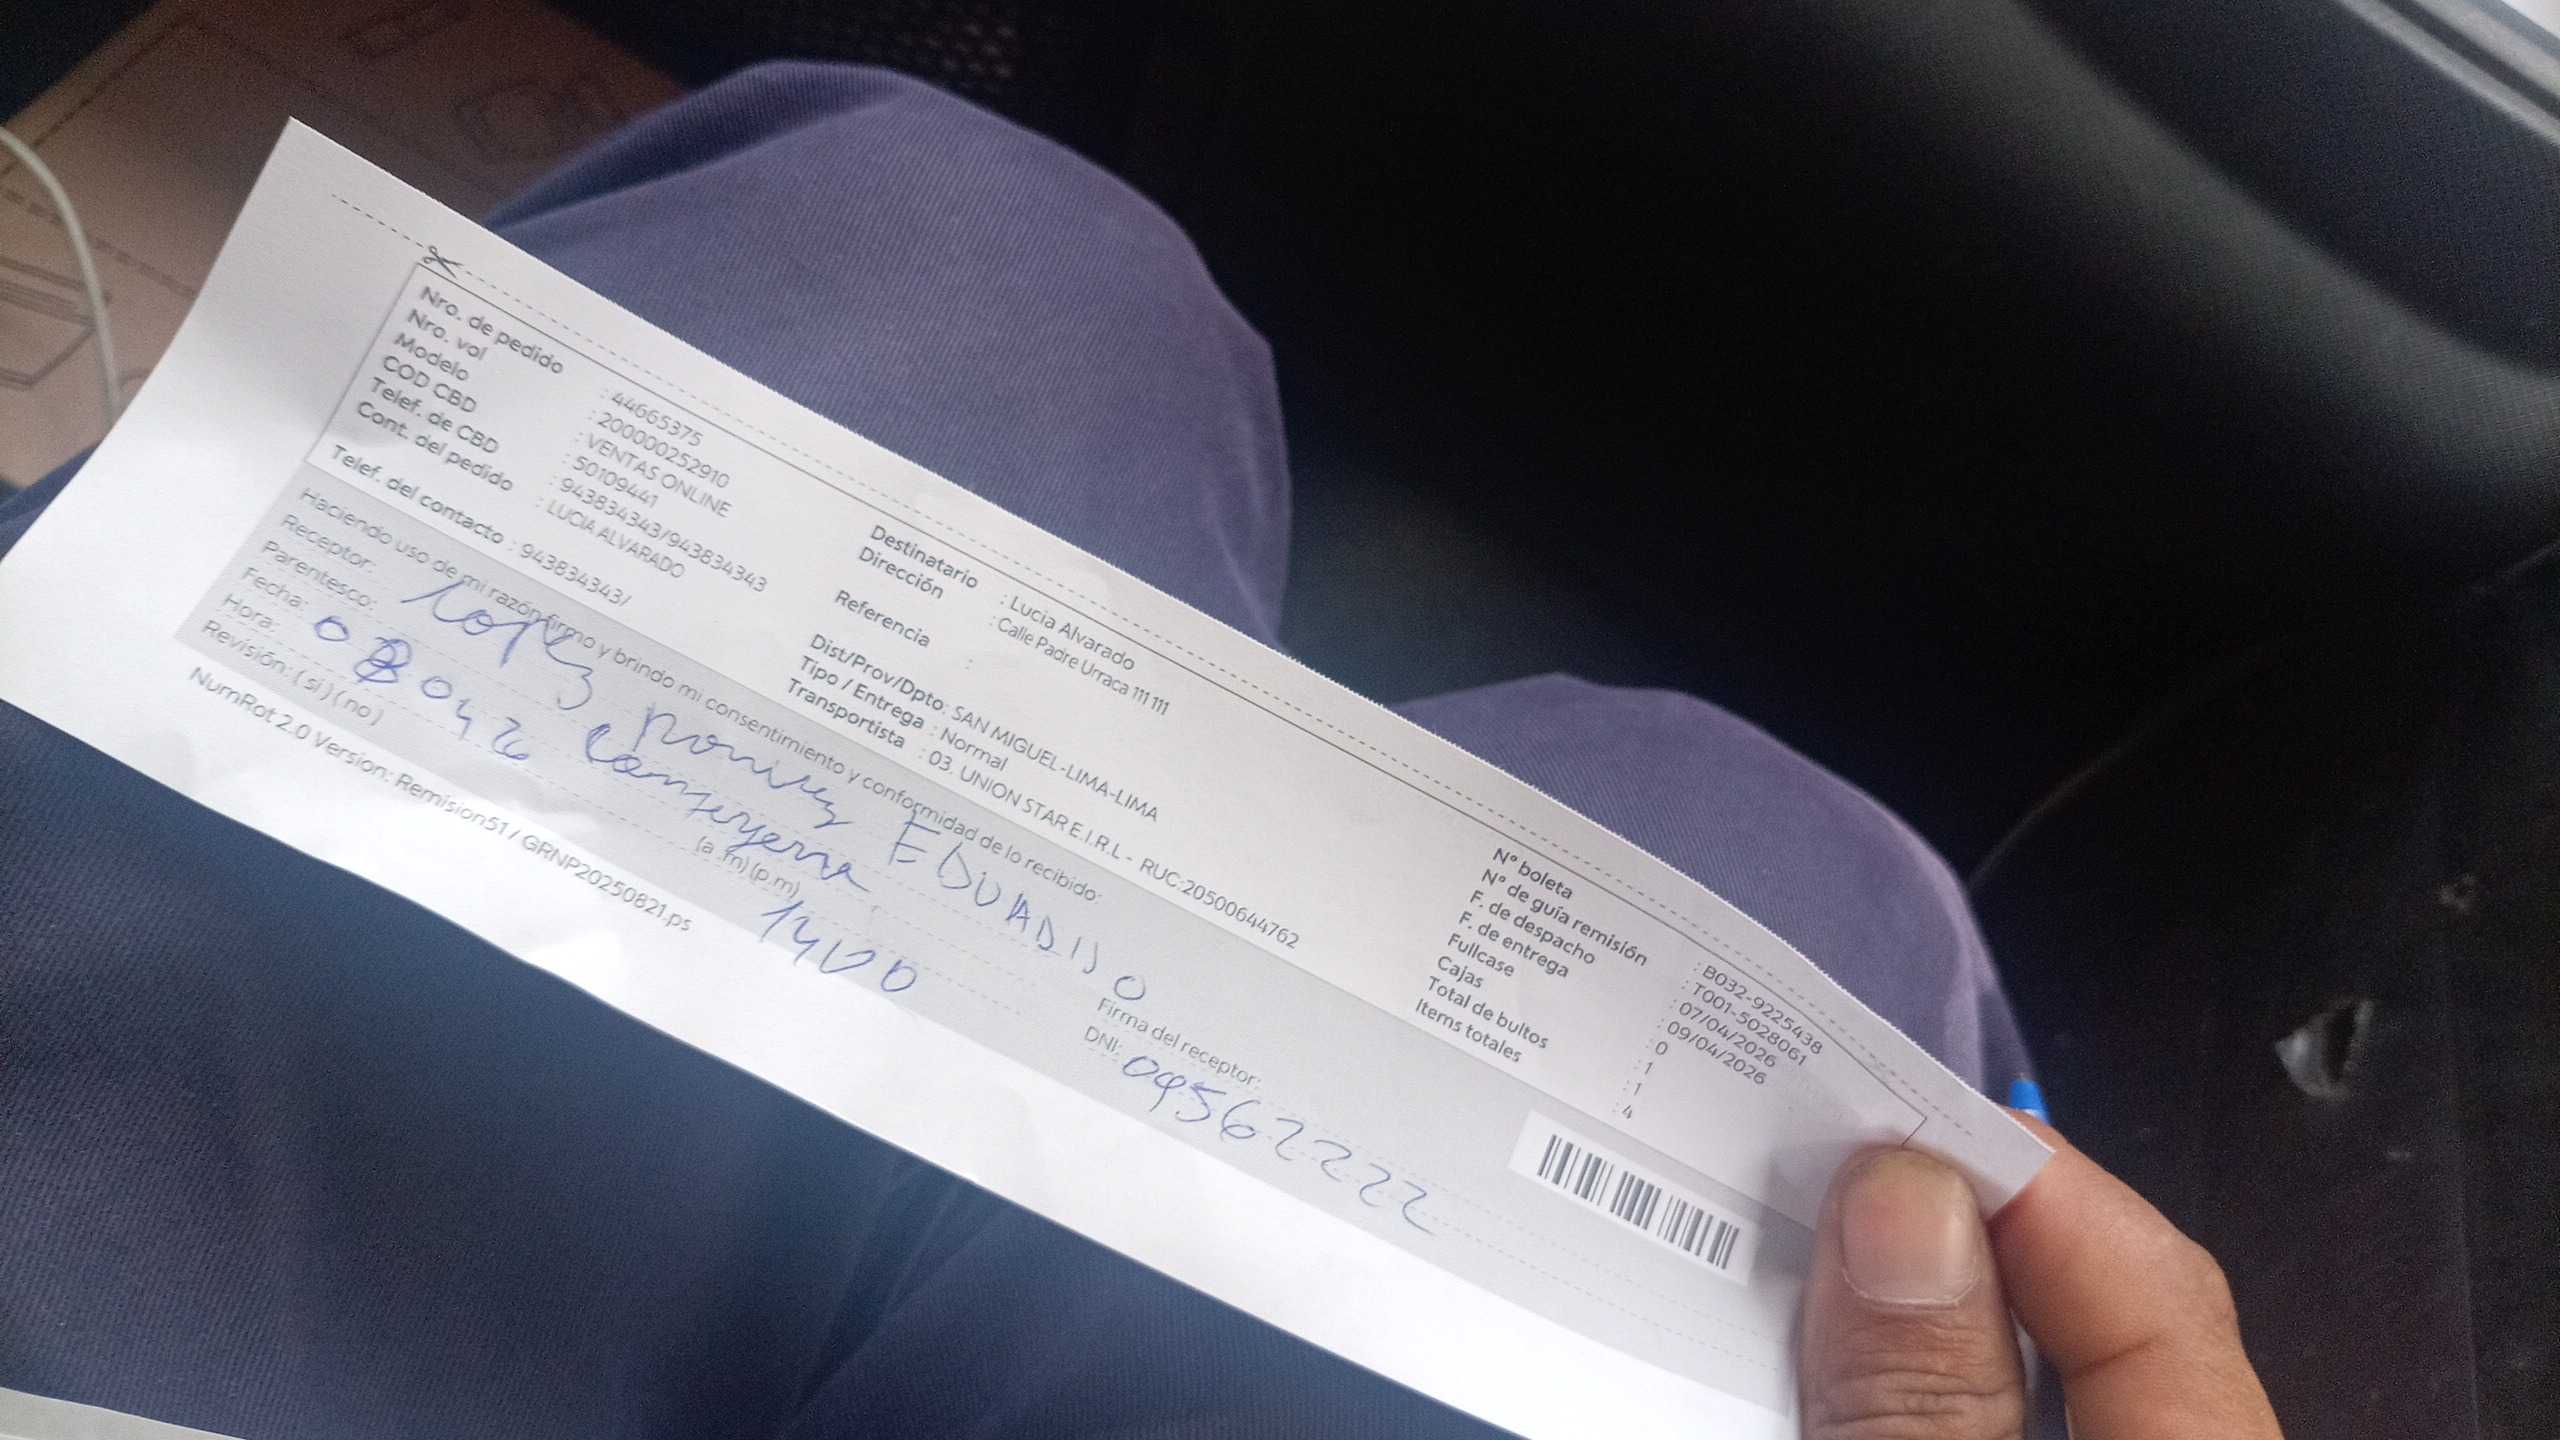 Nro. de pedido : 44665375
Nro. vol : 200000252910
Modelo : VENTAS ONLINE
COD CBD : 50109441
Telef. de CBD : 943834343/943834343
Cont. del pedido : LUCIA ALVARADO
Telef. del contacto : 943834343/
Destinatario : Lucia Alvarado
Dirección : Calle Padre Urraca 111 111
Referencia :
Dist/Prov/Dpto: SAN MIGUEL-LIMA-LIMA
Tipo / Entrega : Normal
Transportista : 03. UNION STAR E.I.R.L - RUC:20500644762
N° boleta : B032-9225438
N° de guía remisión : T001-5028061
F. de despacho : 07/04/2026
F. de entrega : 09/04/2026
Fullcase : 0
Cajas : 1
Total de bultos : 1
Items totales : 4
Haciendo uso de mi razón firmo y brindo mi consentimiento y conformidad de lo recibido:
Receptor: Lopez Ramirez EDUARDO
Parentesco:
Fecha: 08 04 26
Hora: (a .m) (p.m) 1400
Revisión: ( si ) ( no )
Firma del receptor:
DNI: 09562222
NumRot 2.0 Version: Remision51 / GRNP20250821.ps